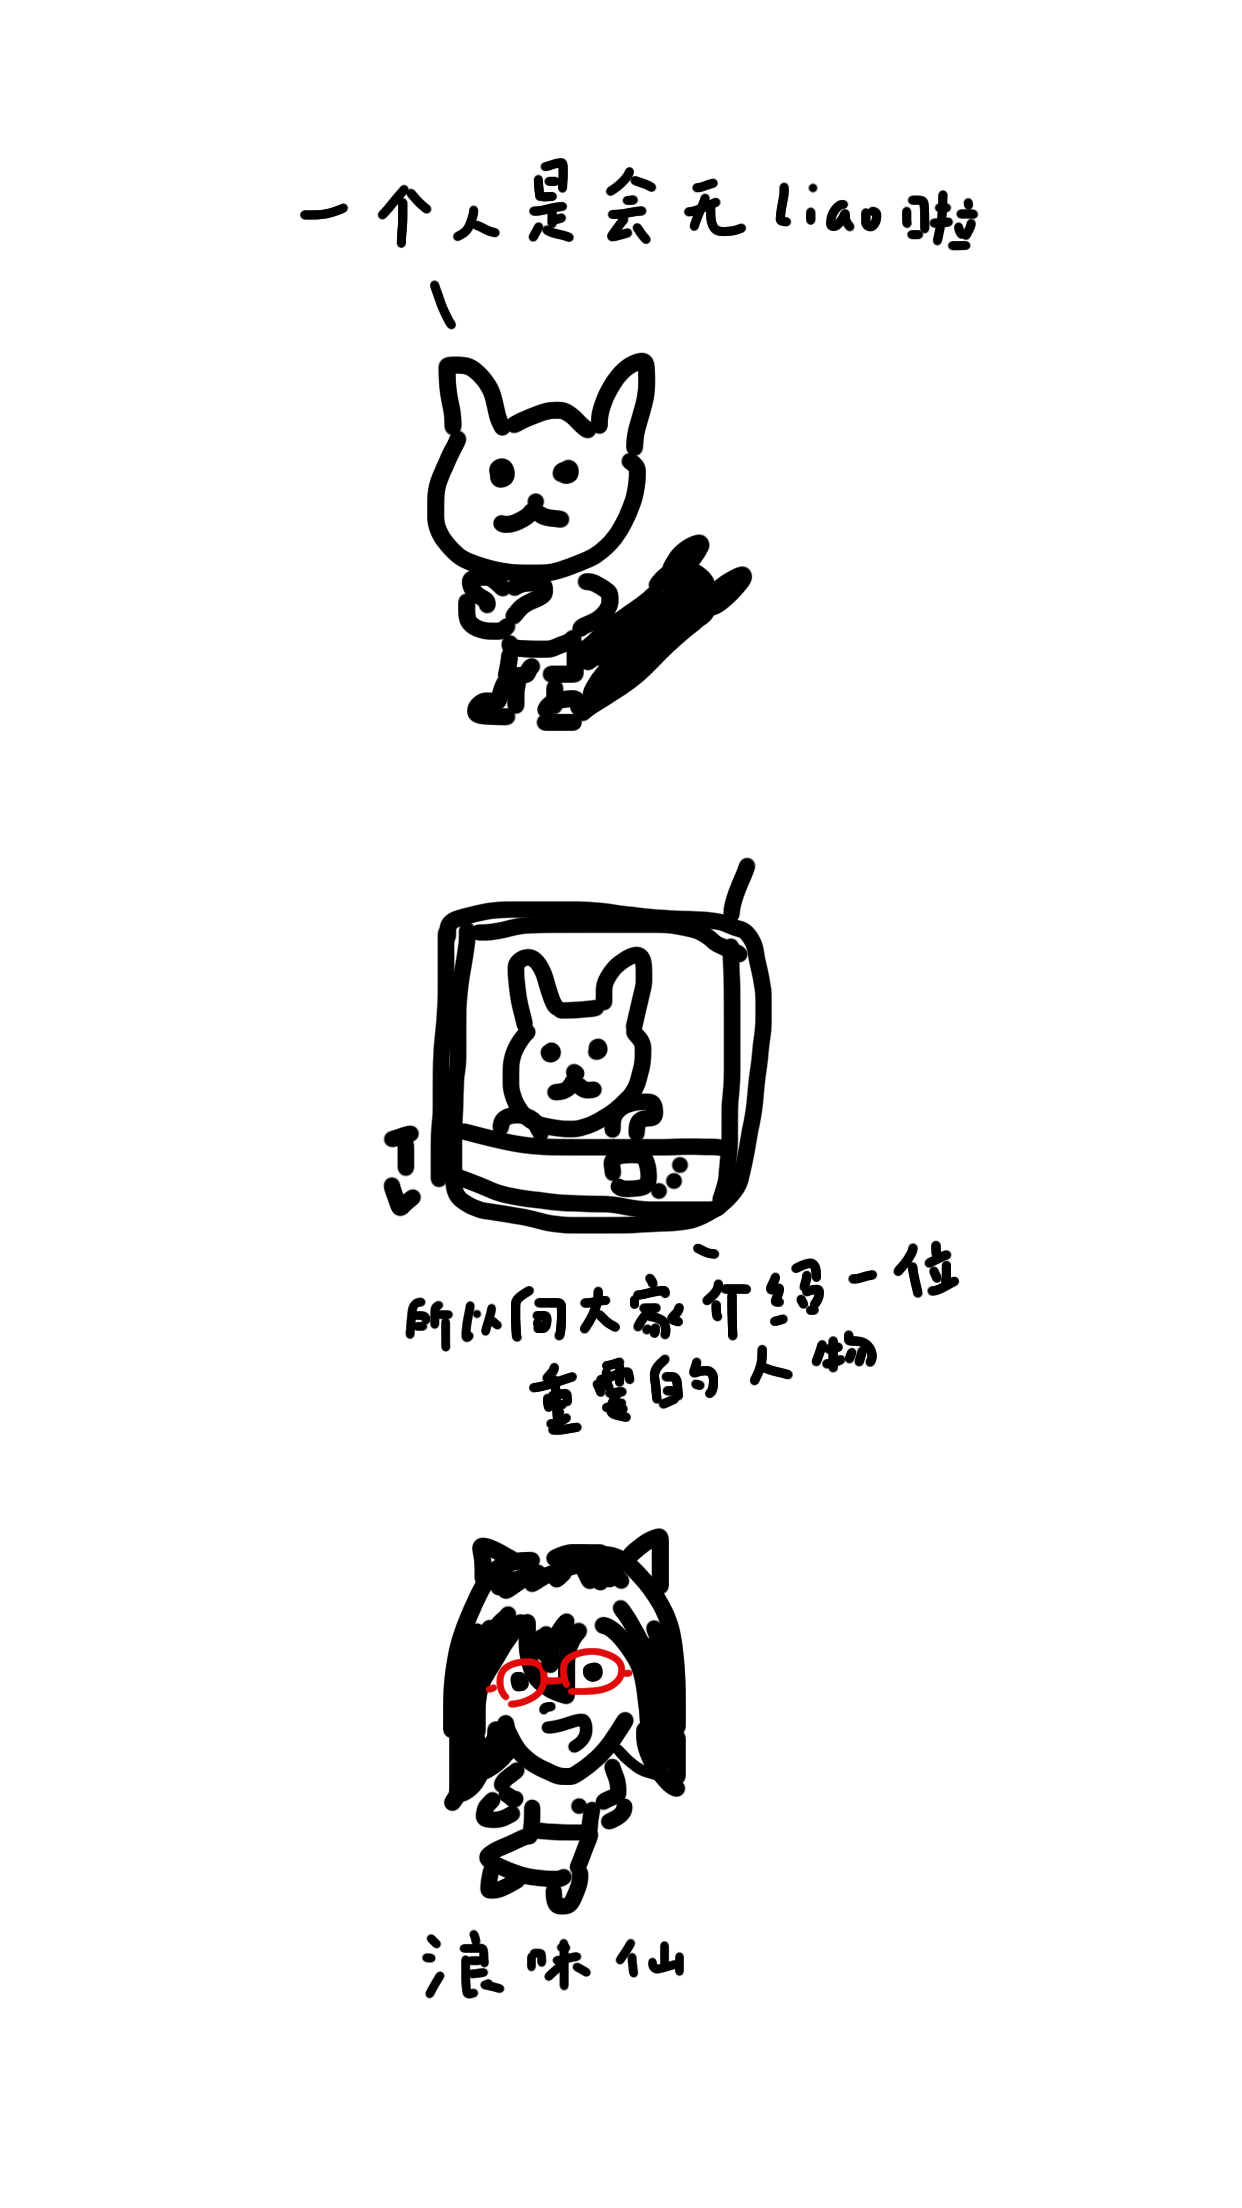 一个人是会无liao啦
所以向大家介绍一位
重要的人物
浪味仙